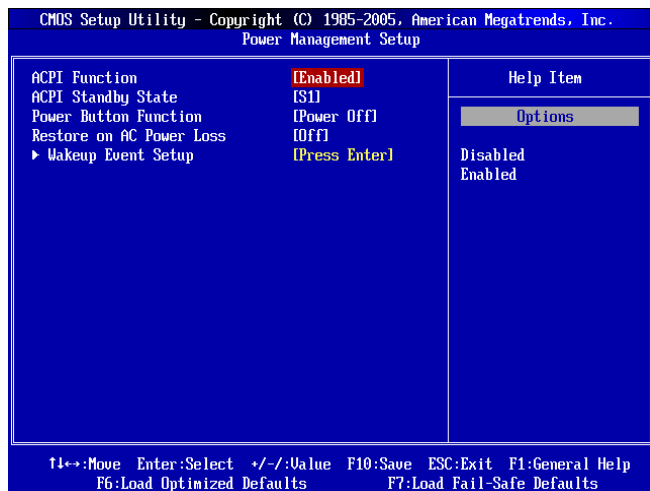 CMOS Setup Utility - Copyright (C) 1985-2005, American Megatrends, Inc.
Power Management Setup
ACPI Function [Enabled]
ACPI Standby State [S1]
Power Button Function [Power Off]
Restore on AC Power Loss [Off]
▶ Wakeup Event Setup [Press Enter]
Help Item
Options
Disabled
Enabled
↑↓←→:Move Enter:Select +/-/:Value F10:Save ESC:Exit F1:General Help
F6:Load Optimized Defaults F7:Load Fail-Safe Defaults